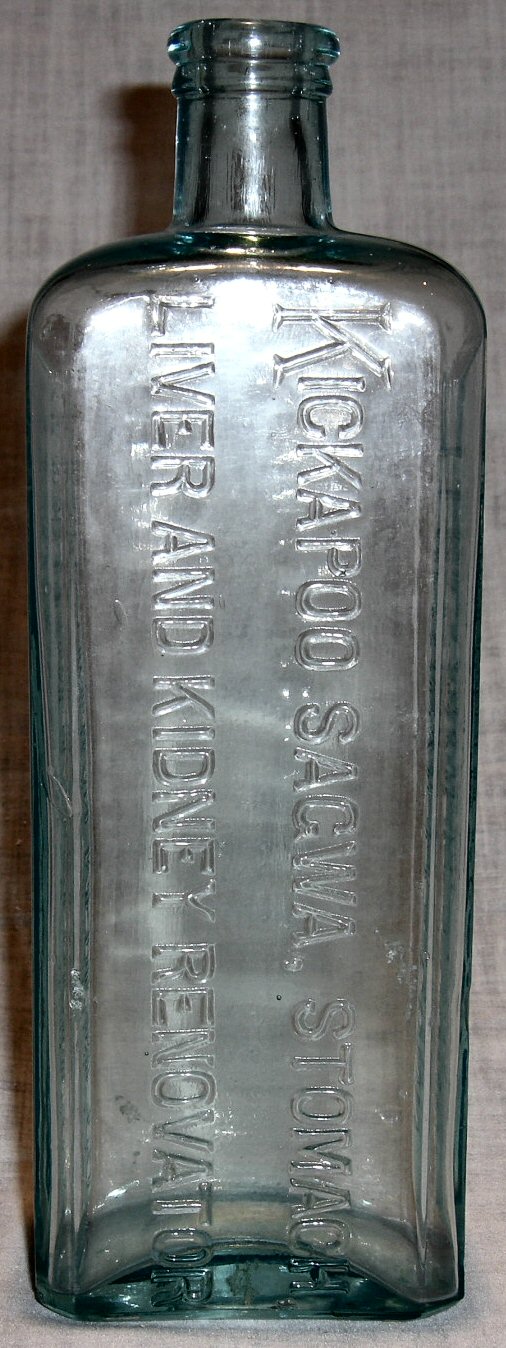 KICKAPOO SAGWA, STOMACH
LIVER AND KIDNEY RENOVATOR